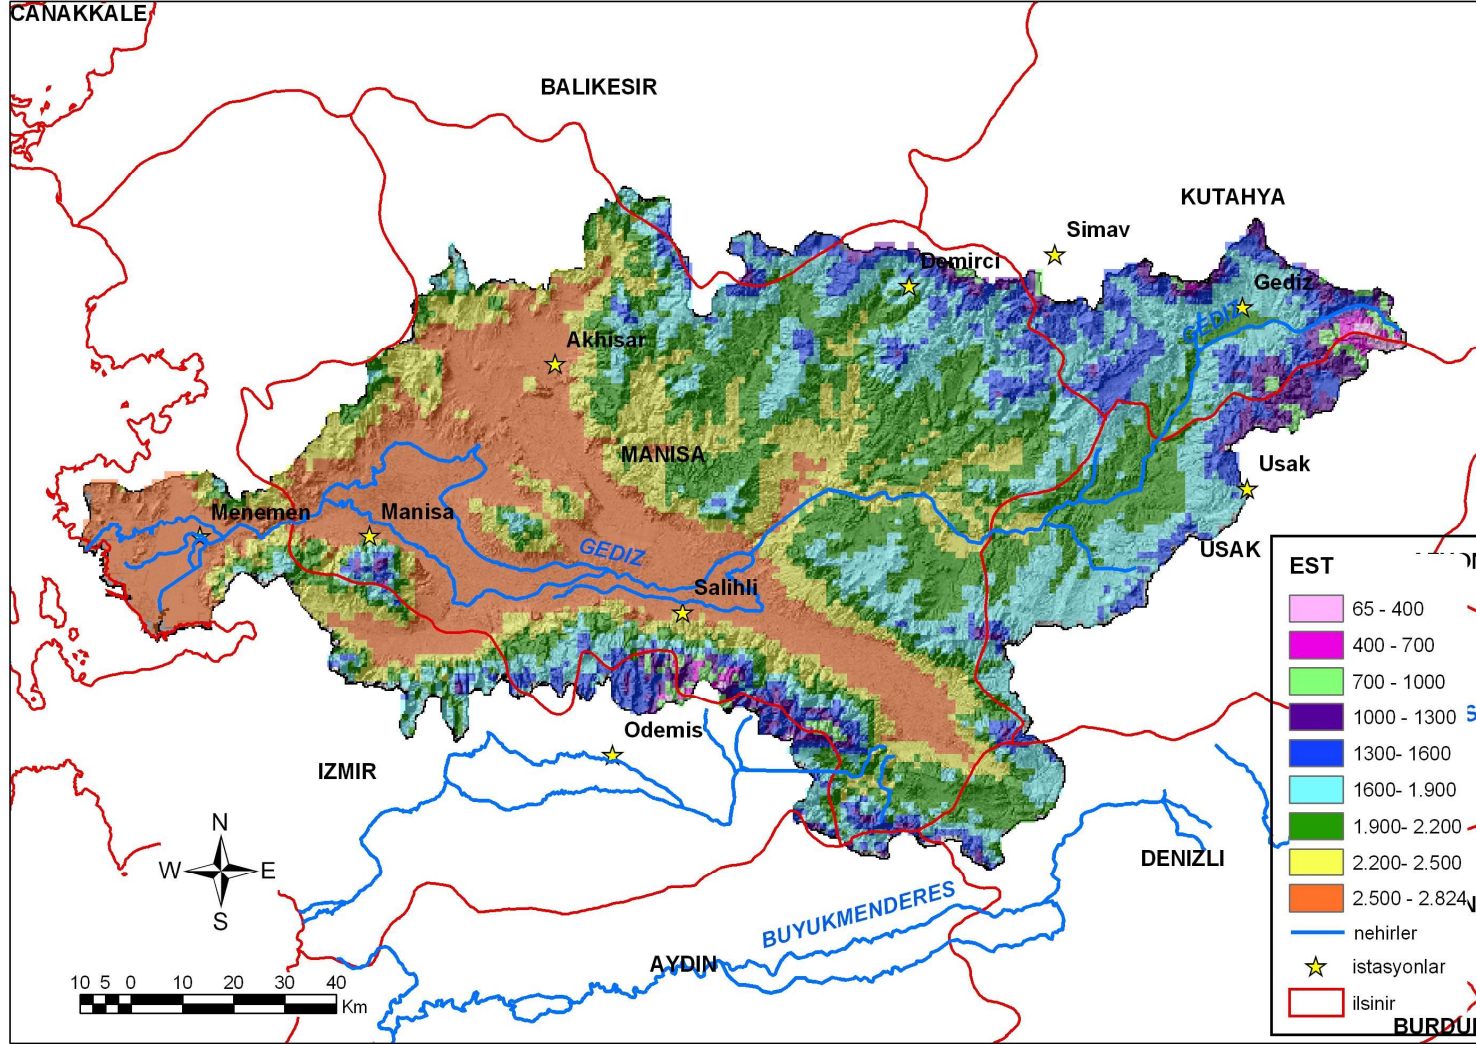 CANAKKALE
BALIKESIR
KUTAHYA
Simav
Demirci
Gediz
GEDIZ
Akhisar
MANISA
Usak
Menemen
Manisa
GEDIZ
USAK
Salihli
Odemis
IZMIR
DENIZLI
BUYUKMENDERES
AYDIN
BURDUR
N
W
E
S
10 5 0 10 20 30 40
Km
EST
65 - 400
400 - 700
700 - 1000
1000 - 1300
1300 - 1600
1600- 1.900
1.900- 2.200
2.200- 2.500
2.500 - 2.824
nehirler
istasyonlar
ilsinir